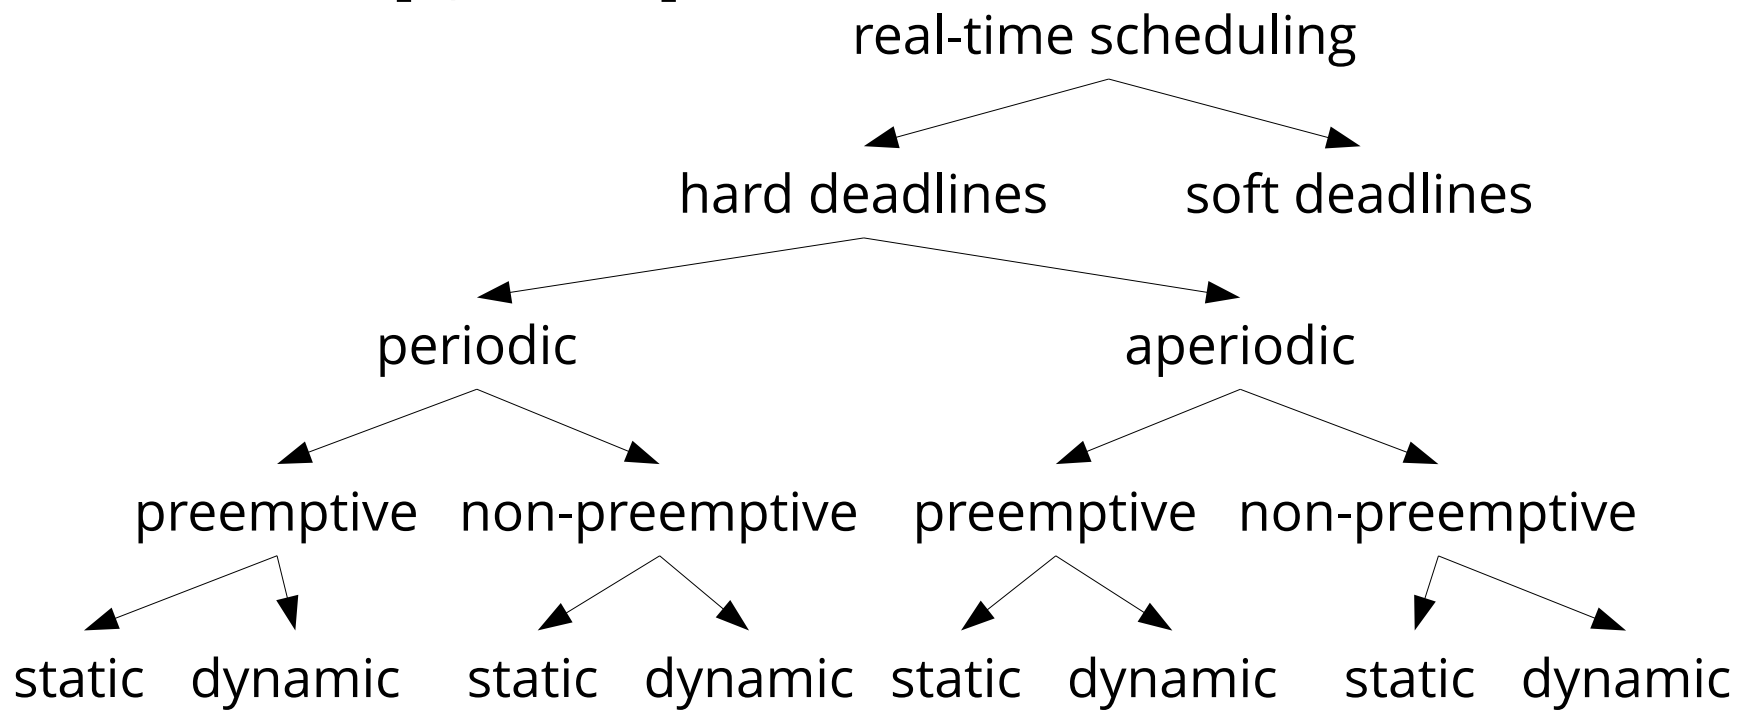 real-time scheduling
hard deadlines soft deadlines
periodic aperiodic
preemptive non-preemptive preemptive non-preemptive
static dynamic static dynamic static dynamic static dynamic